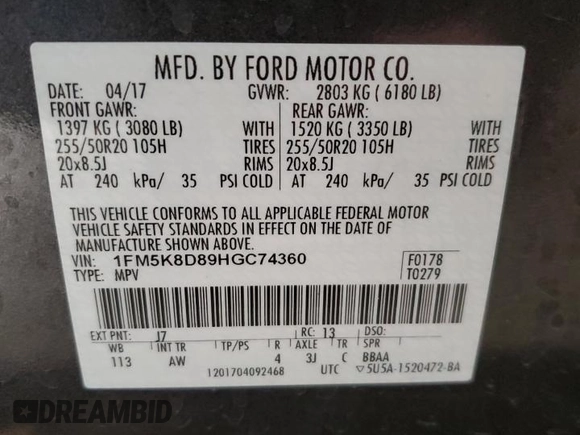 MFD. BY FORD MOTOR CO.
DATE: 04/17 GVWR: 2803 KG ( 6180 LB)
FRONT GAWR: REAR GAWR:
1397 KG ( 3080 LB) WITH 1520 KG ( 3350 LB) WITH
255/50R20 105H TIRES 255/50R20 105H TIRES
20x8.5J RIMS 20x8.5J RIMS
AT 240 kPa/ 35 PSI COLD AT 240 kPa/ 35 PSI COLD
THIS VEHICLE CONFORMS TO ALL APPLICABLE FEDERAL MOTOR
VEHICLE SAFETY STANDARDS IN EFFECT ON THE DATE OF
MANUFACTURE SHOWN ABOVE.
VIN: 1FM5K8D89HGC74360 F0178
TYPE: MPV T0279
EXT PNT: J7 RC: 13 DSO:
WB INT TR TP/PS R AXLE TR SPR
113 AW 4 3J C BBAA
1201704092468 UTC ▽5U5A-1520472-BA
DREAMBID